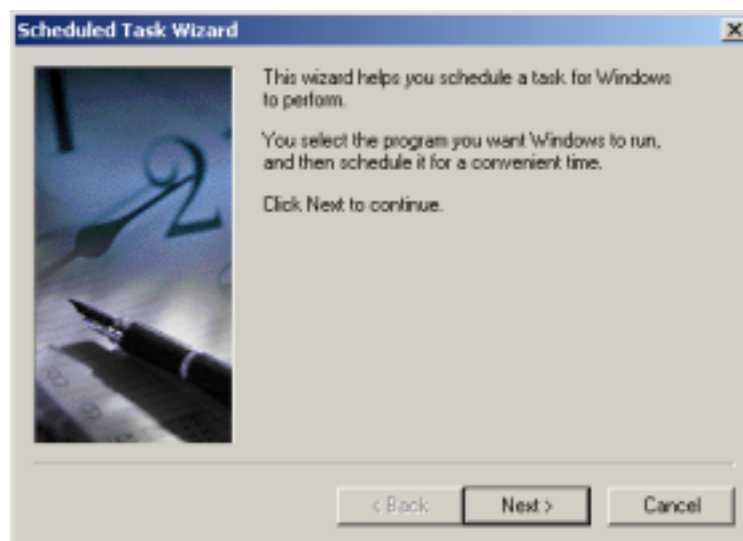 Scheduled Task Wizard
This wizard helps you schedule a task for Windows
to perform.
You select the program you want Windows to run,
and then schedule it for a convenient time.
Click Next to continue.
2
< Back Next > Cancel